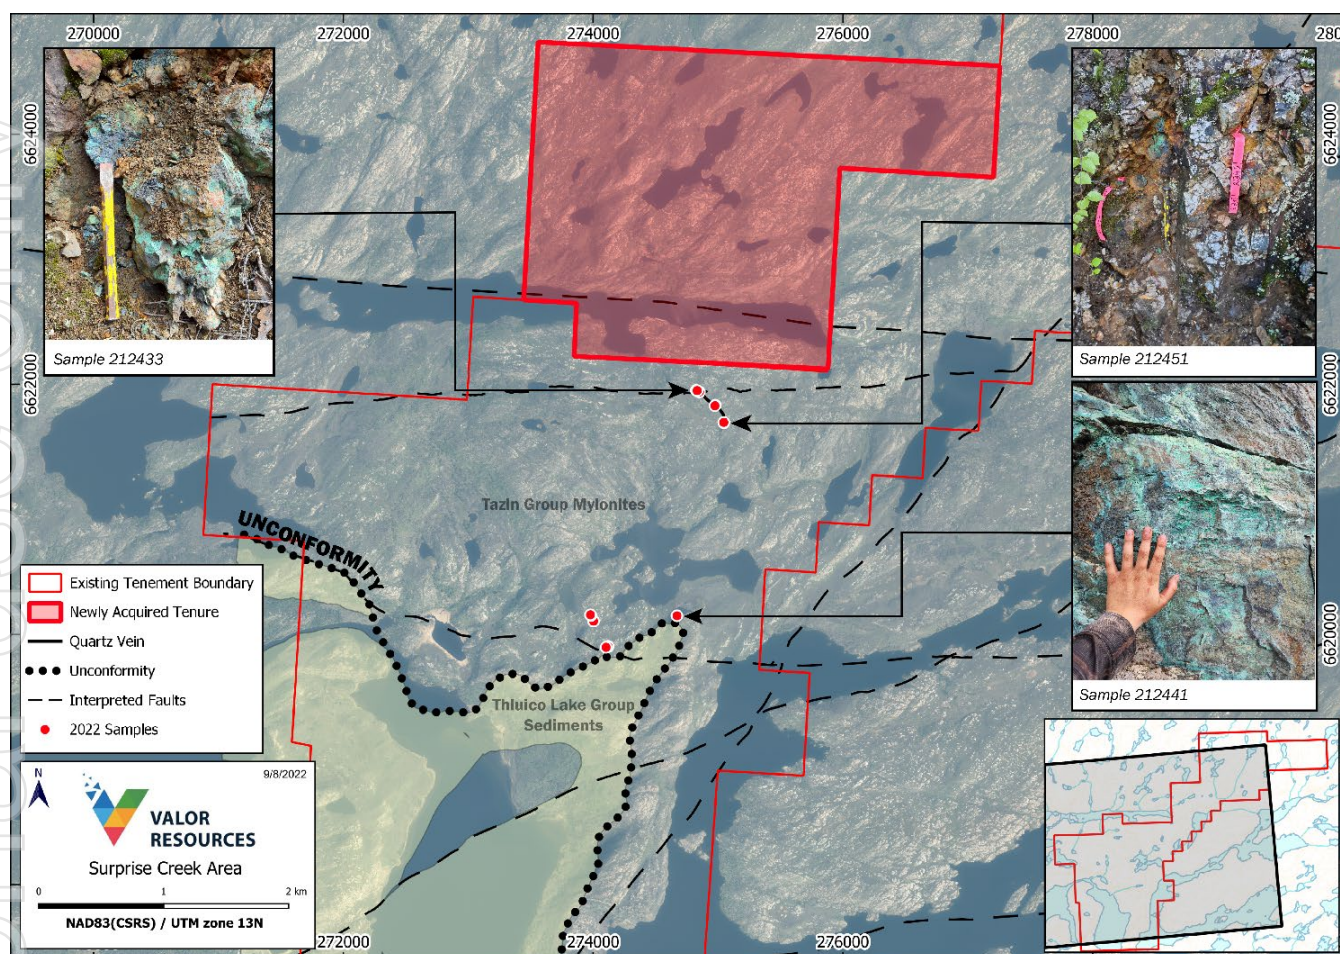 270000
272000
274000
276000
278000
6624000
6624000
Sample 212433
Sample 212451
6622000
6622000
Tazin Group Mylonites
UNCONFORMITY
Existing Tenement Boundary
Newly Acquired Tenure
Quartz Vein
Unconformity
Interpreted Faults
2022 Samples
6620000
Thluico Lake Group
Sediments
Sample 212441
N
9/8/2022
VALOR
RESOURCES
Surprise Creek Area
0 1 2 km
NAD83(CSRS) / UTM zone 13N
272000
274000
276000